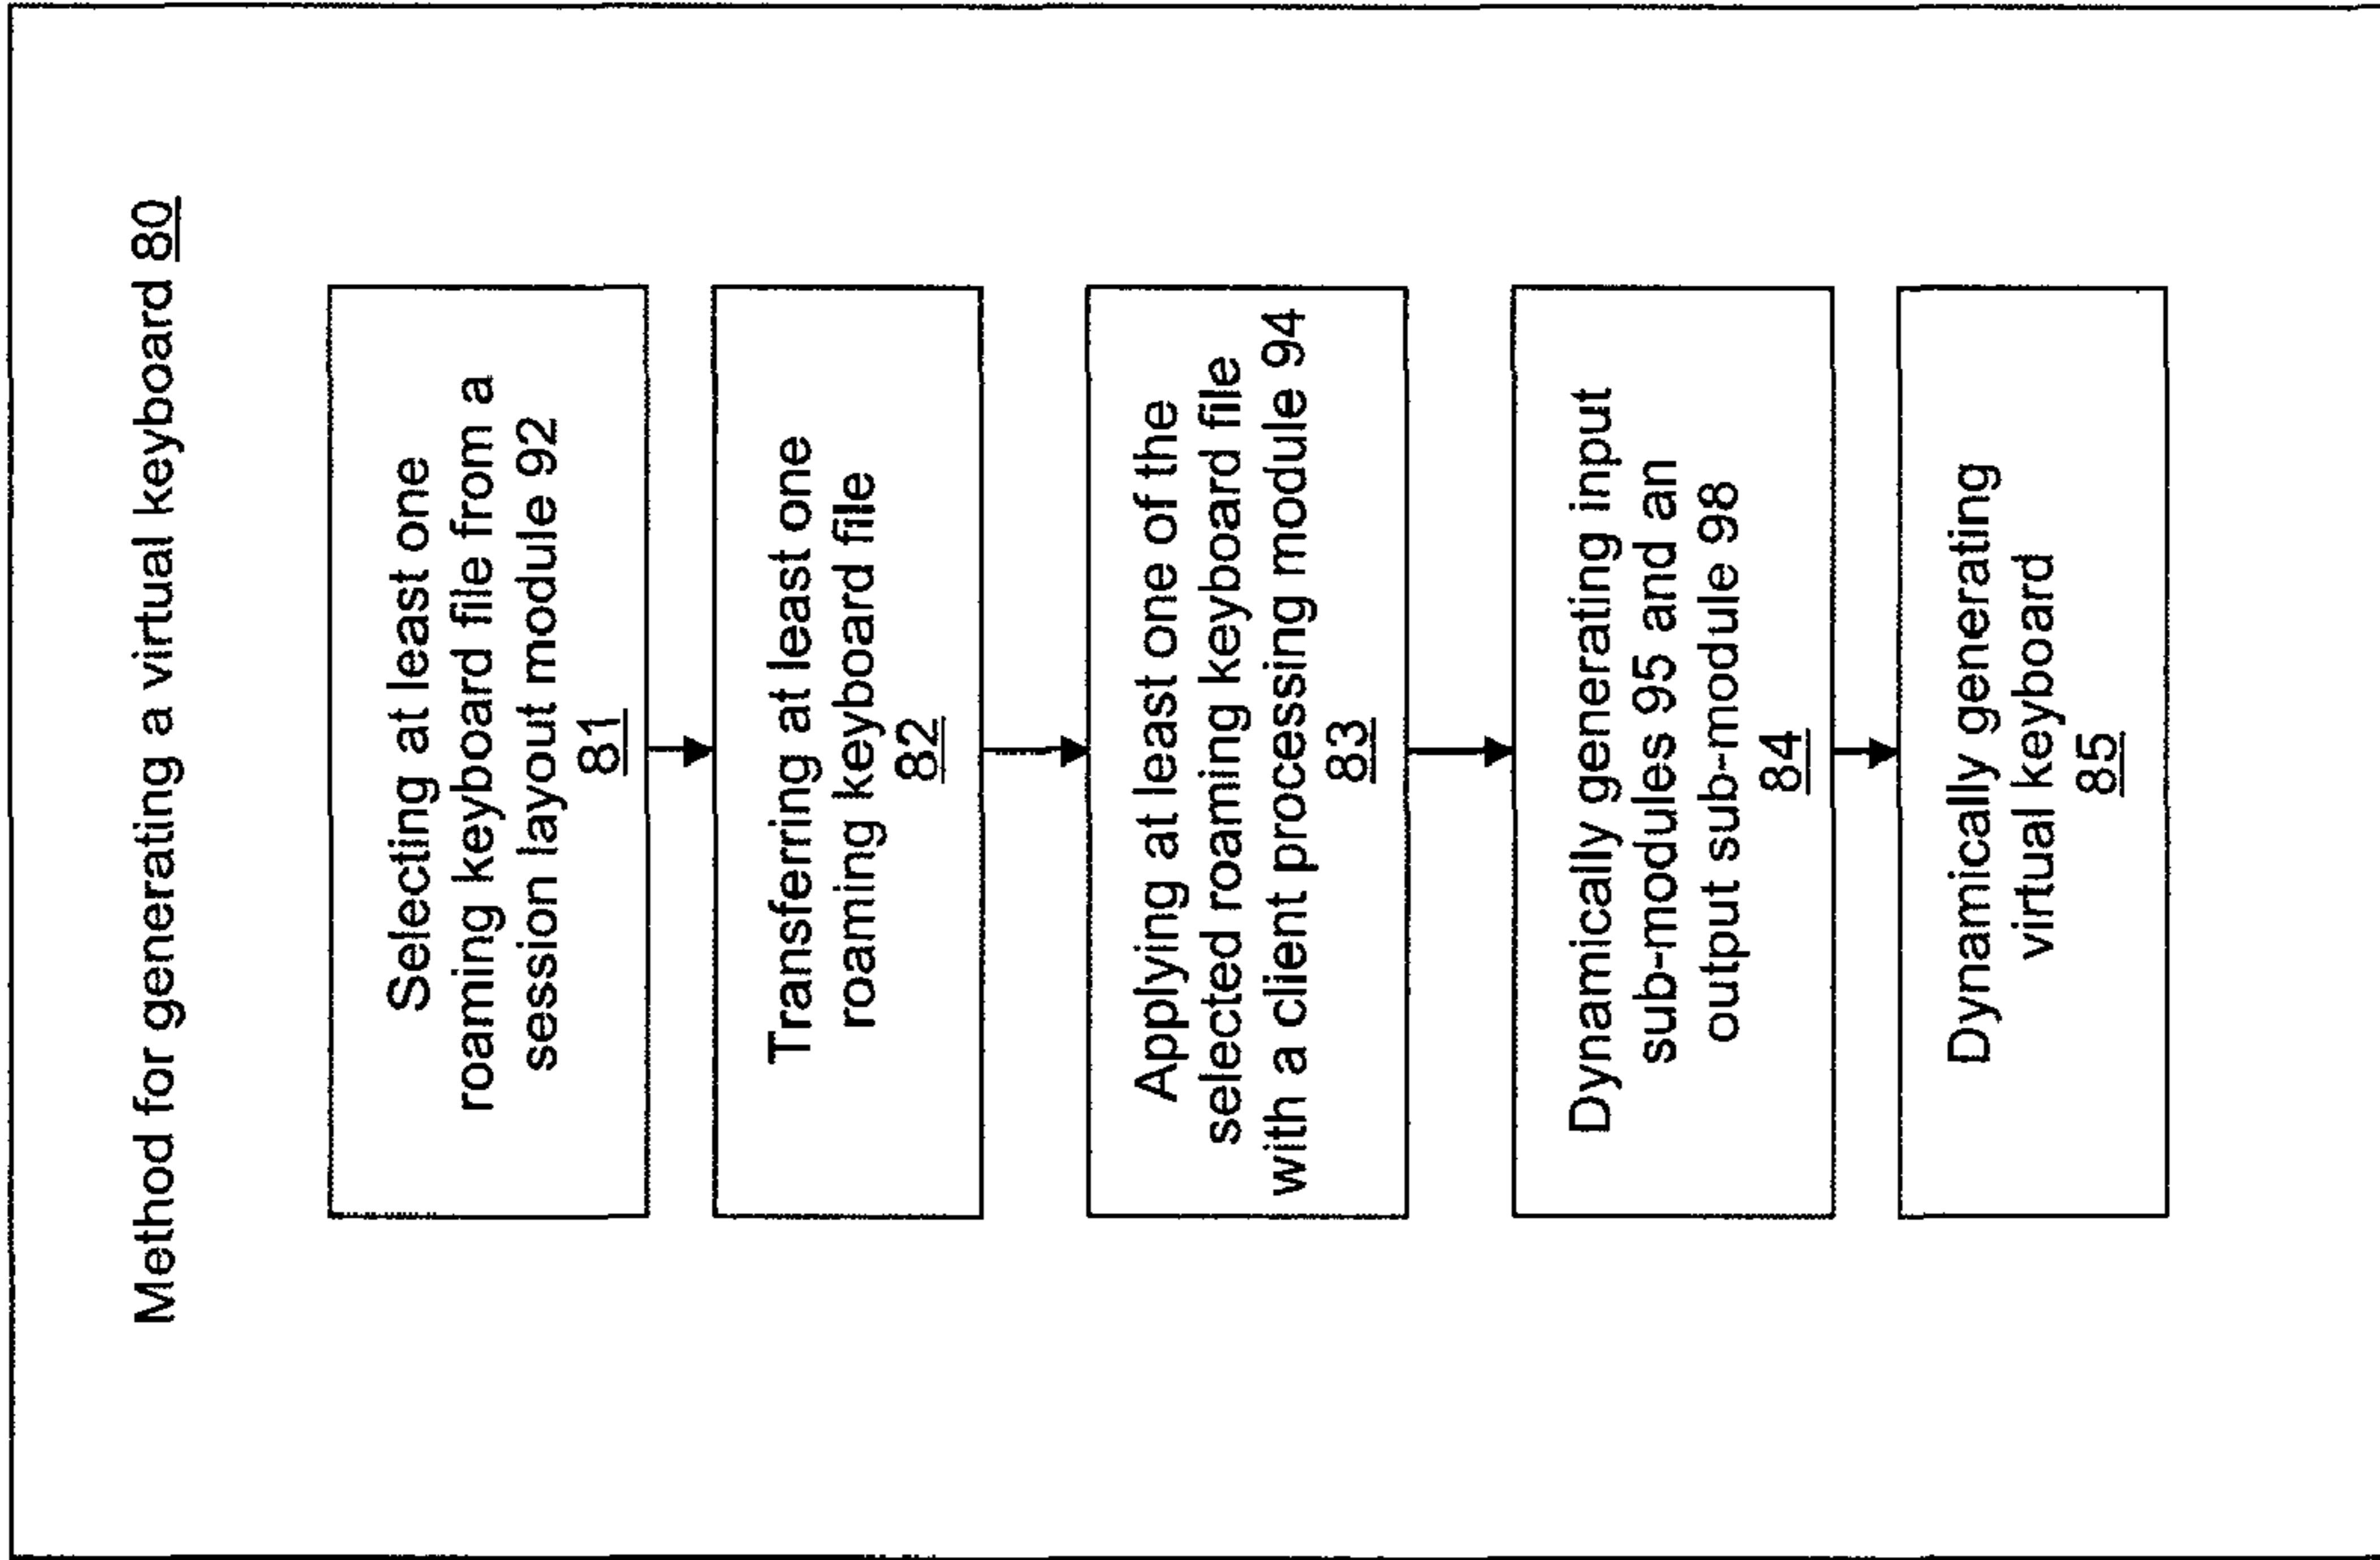 Method for generating a virtual keyboard 80
Selecting at least one
roaming keyboard file from a
session layout module 92
81
Transferring at least one
roaming keyboard file
82
Applying at least one of the
selected roaming keyboard file
with a client processing module 94
83
Dynamically generating input
sub-modules 95 and an
output sub-module 98
84
Dynamically generating
virtual keyboard
85